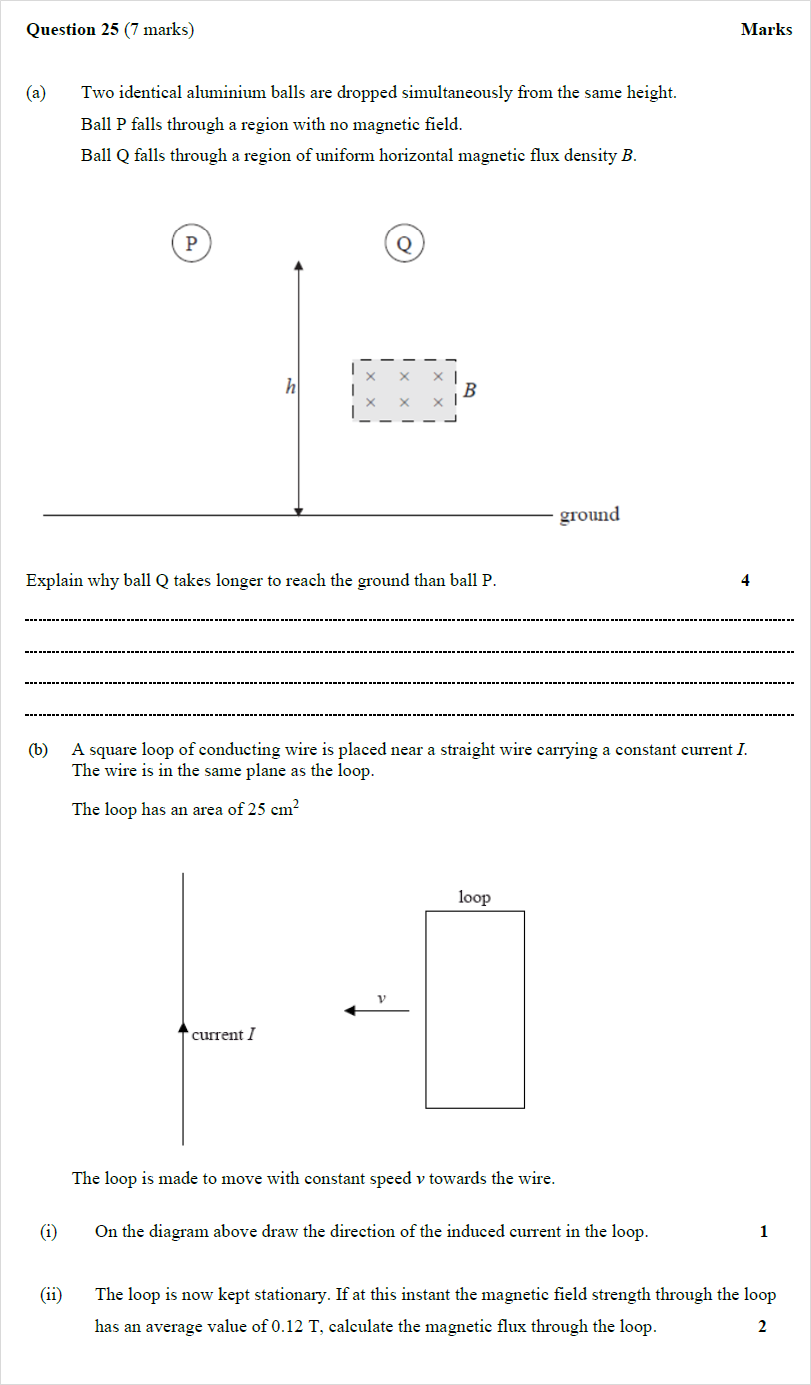 Question 25 (7 marks) Marks
(a) Two identical aluminium balls are dropped simultaneously from the same height.
Ball P falls through a region with no magnetic field.
Ball Q falls through a region of uniform horizontal magnetic flux density B.
P Q
× × ×
h B
× × ×
ground
Explain why ball Q takes longer to reach the ground than ball P. 4
(b) A square loop of conducting wire is placed near a straight wire carrying a constant current I.
The wire is in the same plane as the loop.
The loop has an area of 25 cm²
loop
v
current I
The loop is made to move with constant speed v towards the wire.
(i) On the diagram above draw the direction of the induced current in the loop. 1
(ii) The loop is now kept stationary. If at this instant the magnetic field strength through the loop
has an average value of 0.12 T, calculate the magnetic flux through the loop. 2